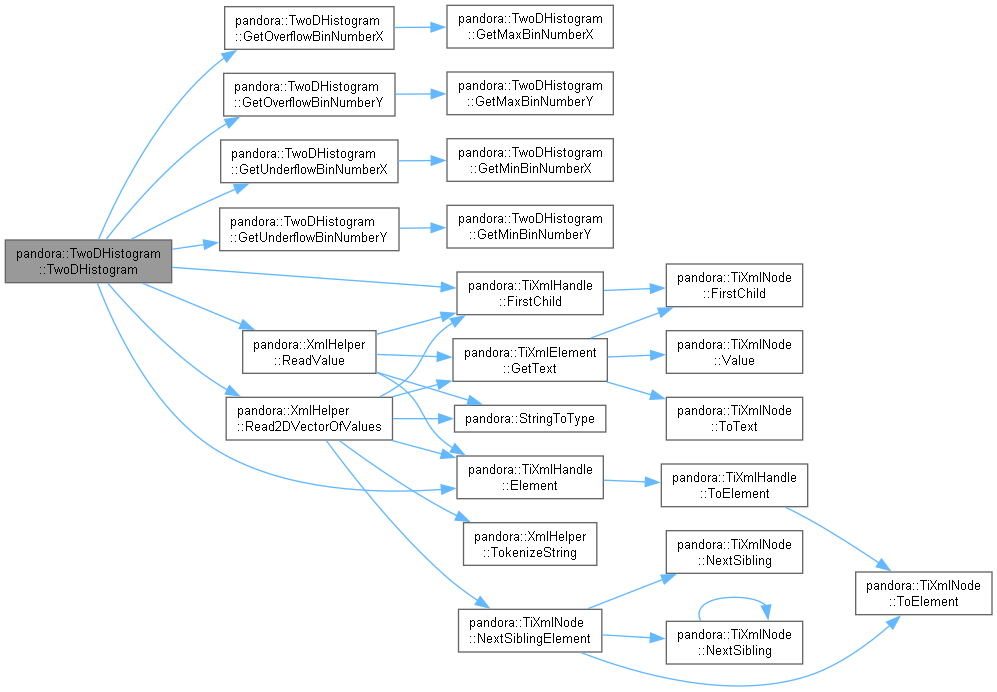 pandora::TwoDHistogram
::TwoDHistogram
pandora::TwoDHistogram
::GetOverflowBinNumberX
pandora::TwoDHistogram
::GetMaxBinNumberX
pandora::TwoDHistogram
::GetOverflowBinNumberY
pandora::TwoDHistogram
::GetMaxBinNumberY
pandora::TwoDHistogram
::GetUnderflowBinNumberX
pandora::TwoDHistogram
::GetMinBinNumberX
pandora::TwoDHistogram
::GetUnderflowBinNumberY
pandora::TwoDHistogram
::GetMinBinNumberY
pandora::TiXmlHandle
::FirstChild
pandora::TiXmlNode
::FirstChild
pandora::XmlHelper
::ReadValue
pandora::TiXmlElement
::GetText
pandora::TiXmlNode
::Value
pandora::XmlHelper
::Read2DVectorOfValues
pandora::StringToType
pandora::TiXmlNode
::ToText
pandora::TiXmlHandle
::Element
pandora::TiXmlHandle
::ToElement
pandora::XmlHelper
::TokenizeString
pandora::TiXmlNode
::NextSibling
pandora::TiXmlNode
::ToElement
pandora::TiXmlNode
::NextSiblingElement
pandora::TiXmlNode
::NextSibling